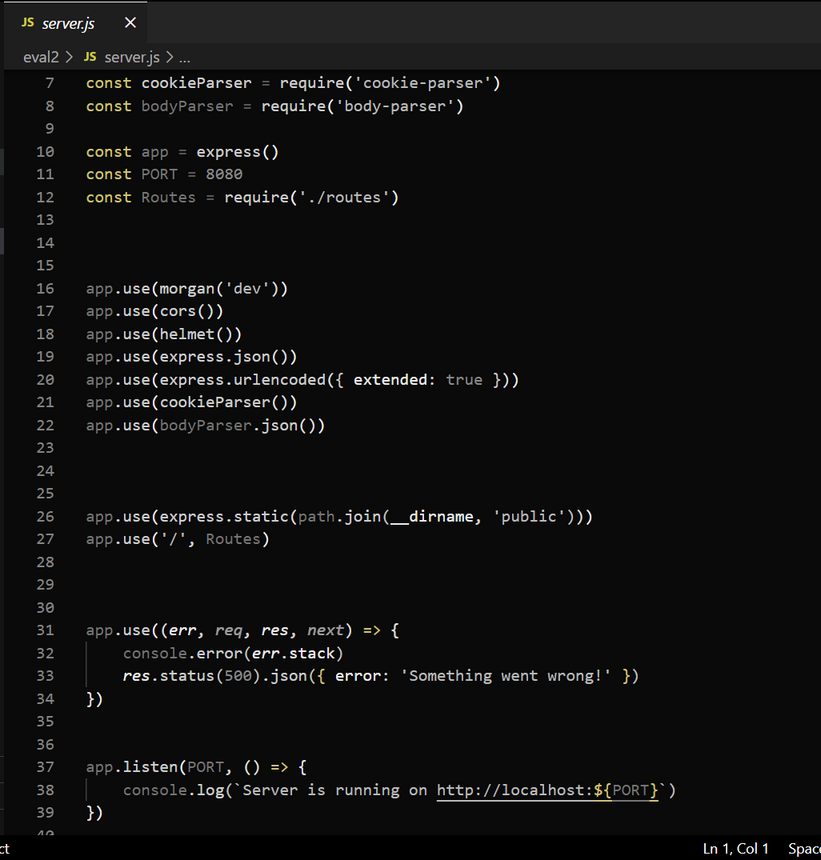 JS server.js ×
eval2 > JS server.js > ...
7 const cookieParser = require('cookie-parser')
8 const bodyParser = require('body-parser')
9
10 const app = express()
11 const PORT = 8080
12 const Routes = require('./routes')
13
14
15
16 app.use(morgan('dev'))
17 app.use(cors())
18 app.use(helmet())
19 app.use(express.json())
20 app.use(express.urlencoded({ extended: true }))
21 app.use(cookieParser())
22 app.use(bodyParser.json())
23
24
25
26 app.use(express.static(path.join(__dirname, 'public')))
27 app.use('/', Routes)
28
29
30
31 app.use((err, req, res, next) => {
32     console.error(err.stack)
33     res.status(500).json({ error: 'Something went wrong!' })
34 })
35
36
37 app.listen(PORT, () => {
38     console.log(`Server is running on http://localhost:${PORT}`)
39 })
40
ct Ln 1, Col 1 Spac